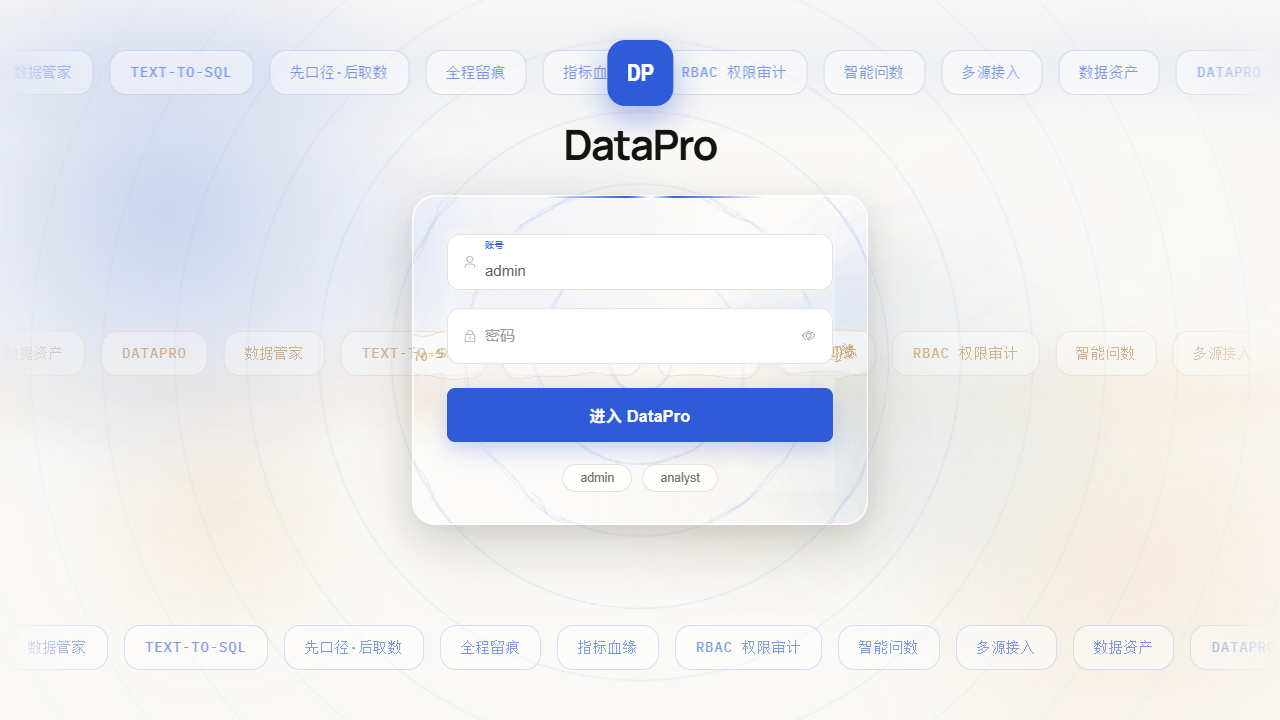 数据管家 TEXT-TO-SQL 先口径·后取数 全程留痕 指标血 RBAC 权限审计 智能问数 多源接入 数据资产 DATAPRO
DP
DataPro
账号
admin
密码
数据资产 DATAPRO 数据管家 TEXT-TO-S 缘 RBAC 权限审计 智能问数 多源接入
进入 DataPro
admin analyst
数据管家 TEXT-TO-SQL 先口径·后取数 全程留痕 指标血缘 RBAC 权限审计 智能问数 多源接入 数据资产 DATAPRO